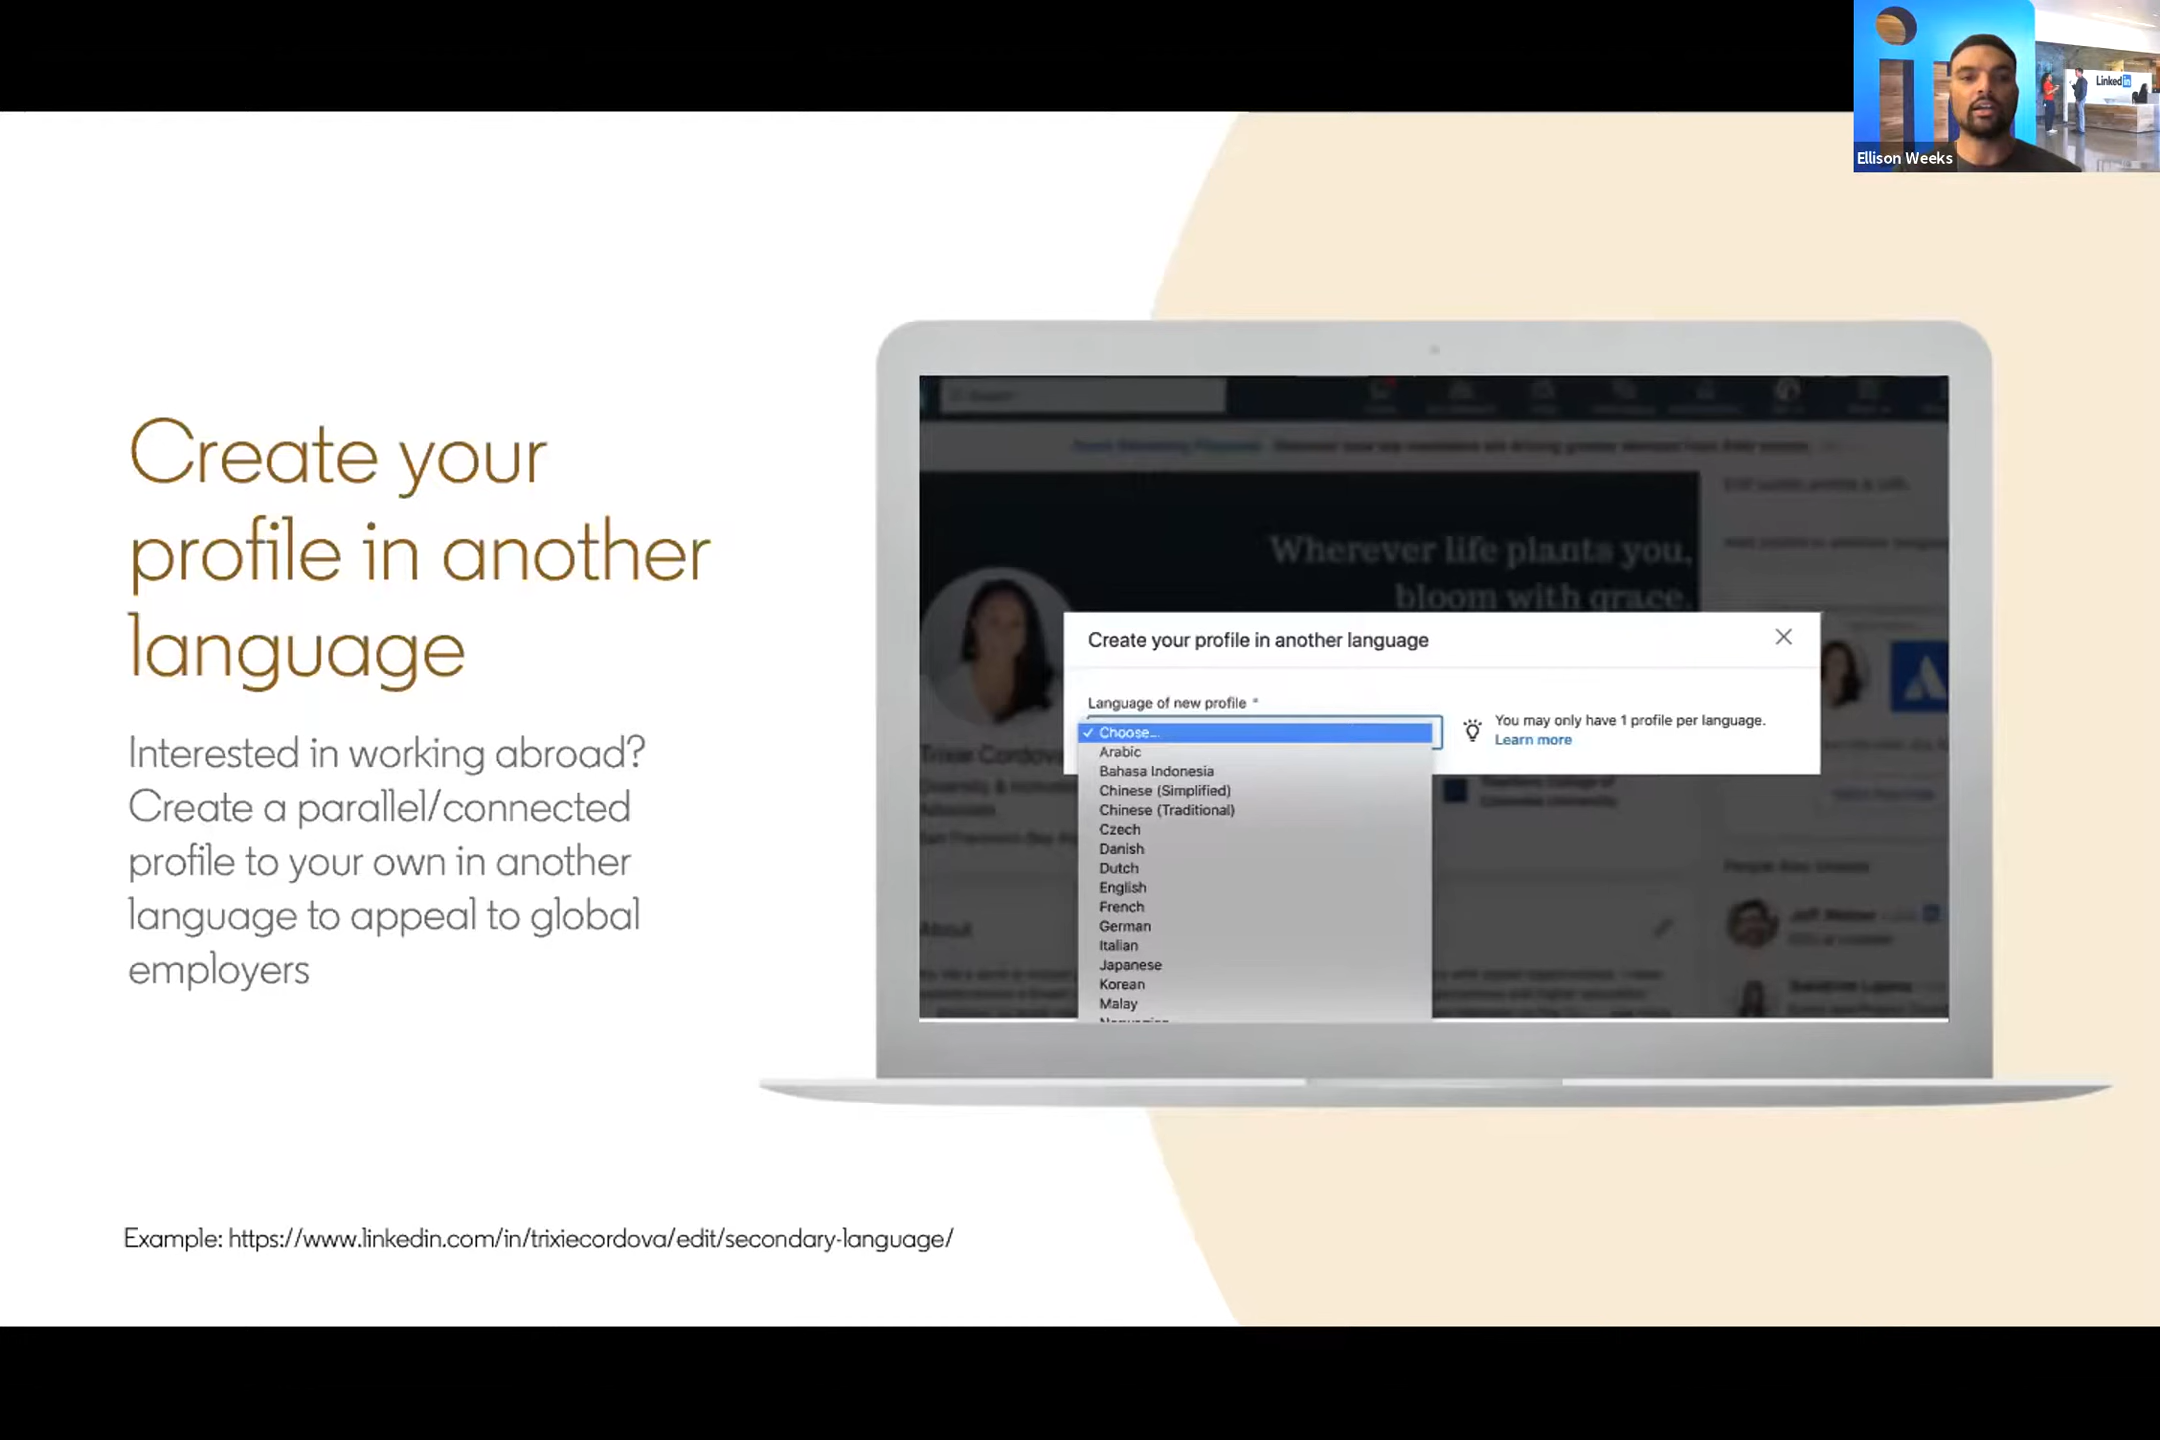 Linkedin
Ellison Weeks
Create your
profile in another
language
Interested in working abroad?
Create a parallel/connected
profile to your own in another
language to appeal to global
employers
Example: https://www.linkedin.com/in/trixiecordova/edit/secondary-language/
Wherever life plants you,
bloom with grace.
Create your profile in another language
Language of new profile *
✓ Choose...
Arabic
Bahasa Indonesia
Chinese (Simplified)
Chinese (Traditional)
Czech
Danish
Dutch
English
French
German
Italian
Japanese
Korean
Malay
You may only have 1 profile per language.
Learn more
Trixie Cordova
About